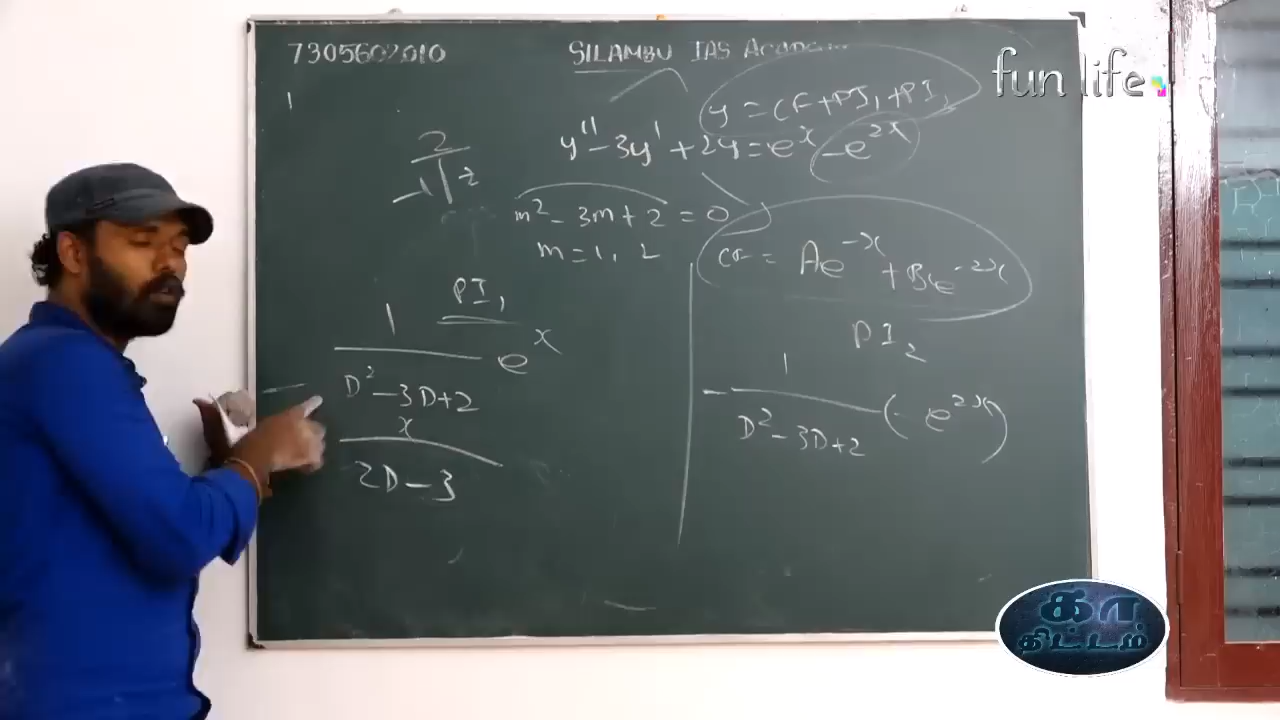 7305602010
SILAMBU IAS Academy
fun life
1
y = CF + PI₁ + PI₂
y'' - 3y' + 2y = e^x - e^2x
2
-1 | -2
m² - 3m + 2 = 0
m = 1, 2
CF = Ae^-x + Be^-2x
PI₁
1
e^x
D² - 3D + 2
x
2D - 3
PI₂
1
- (- e^2x)
D² - 3D + 2
கா
திட்டம்